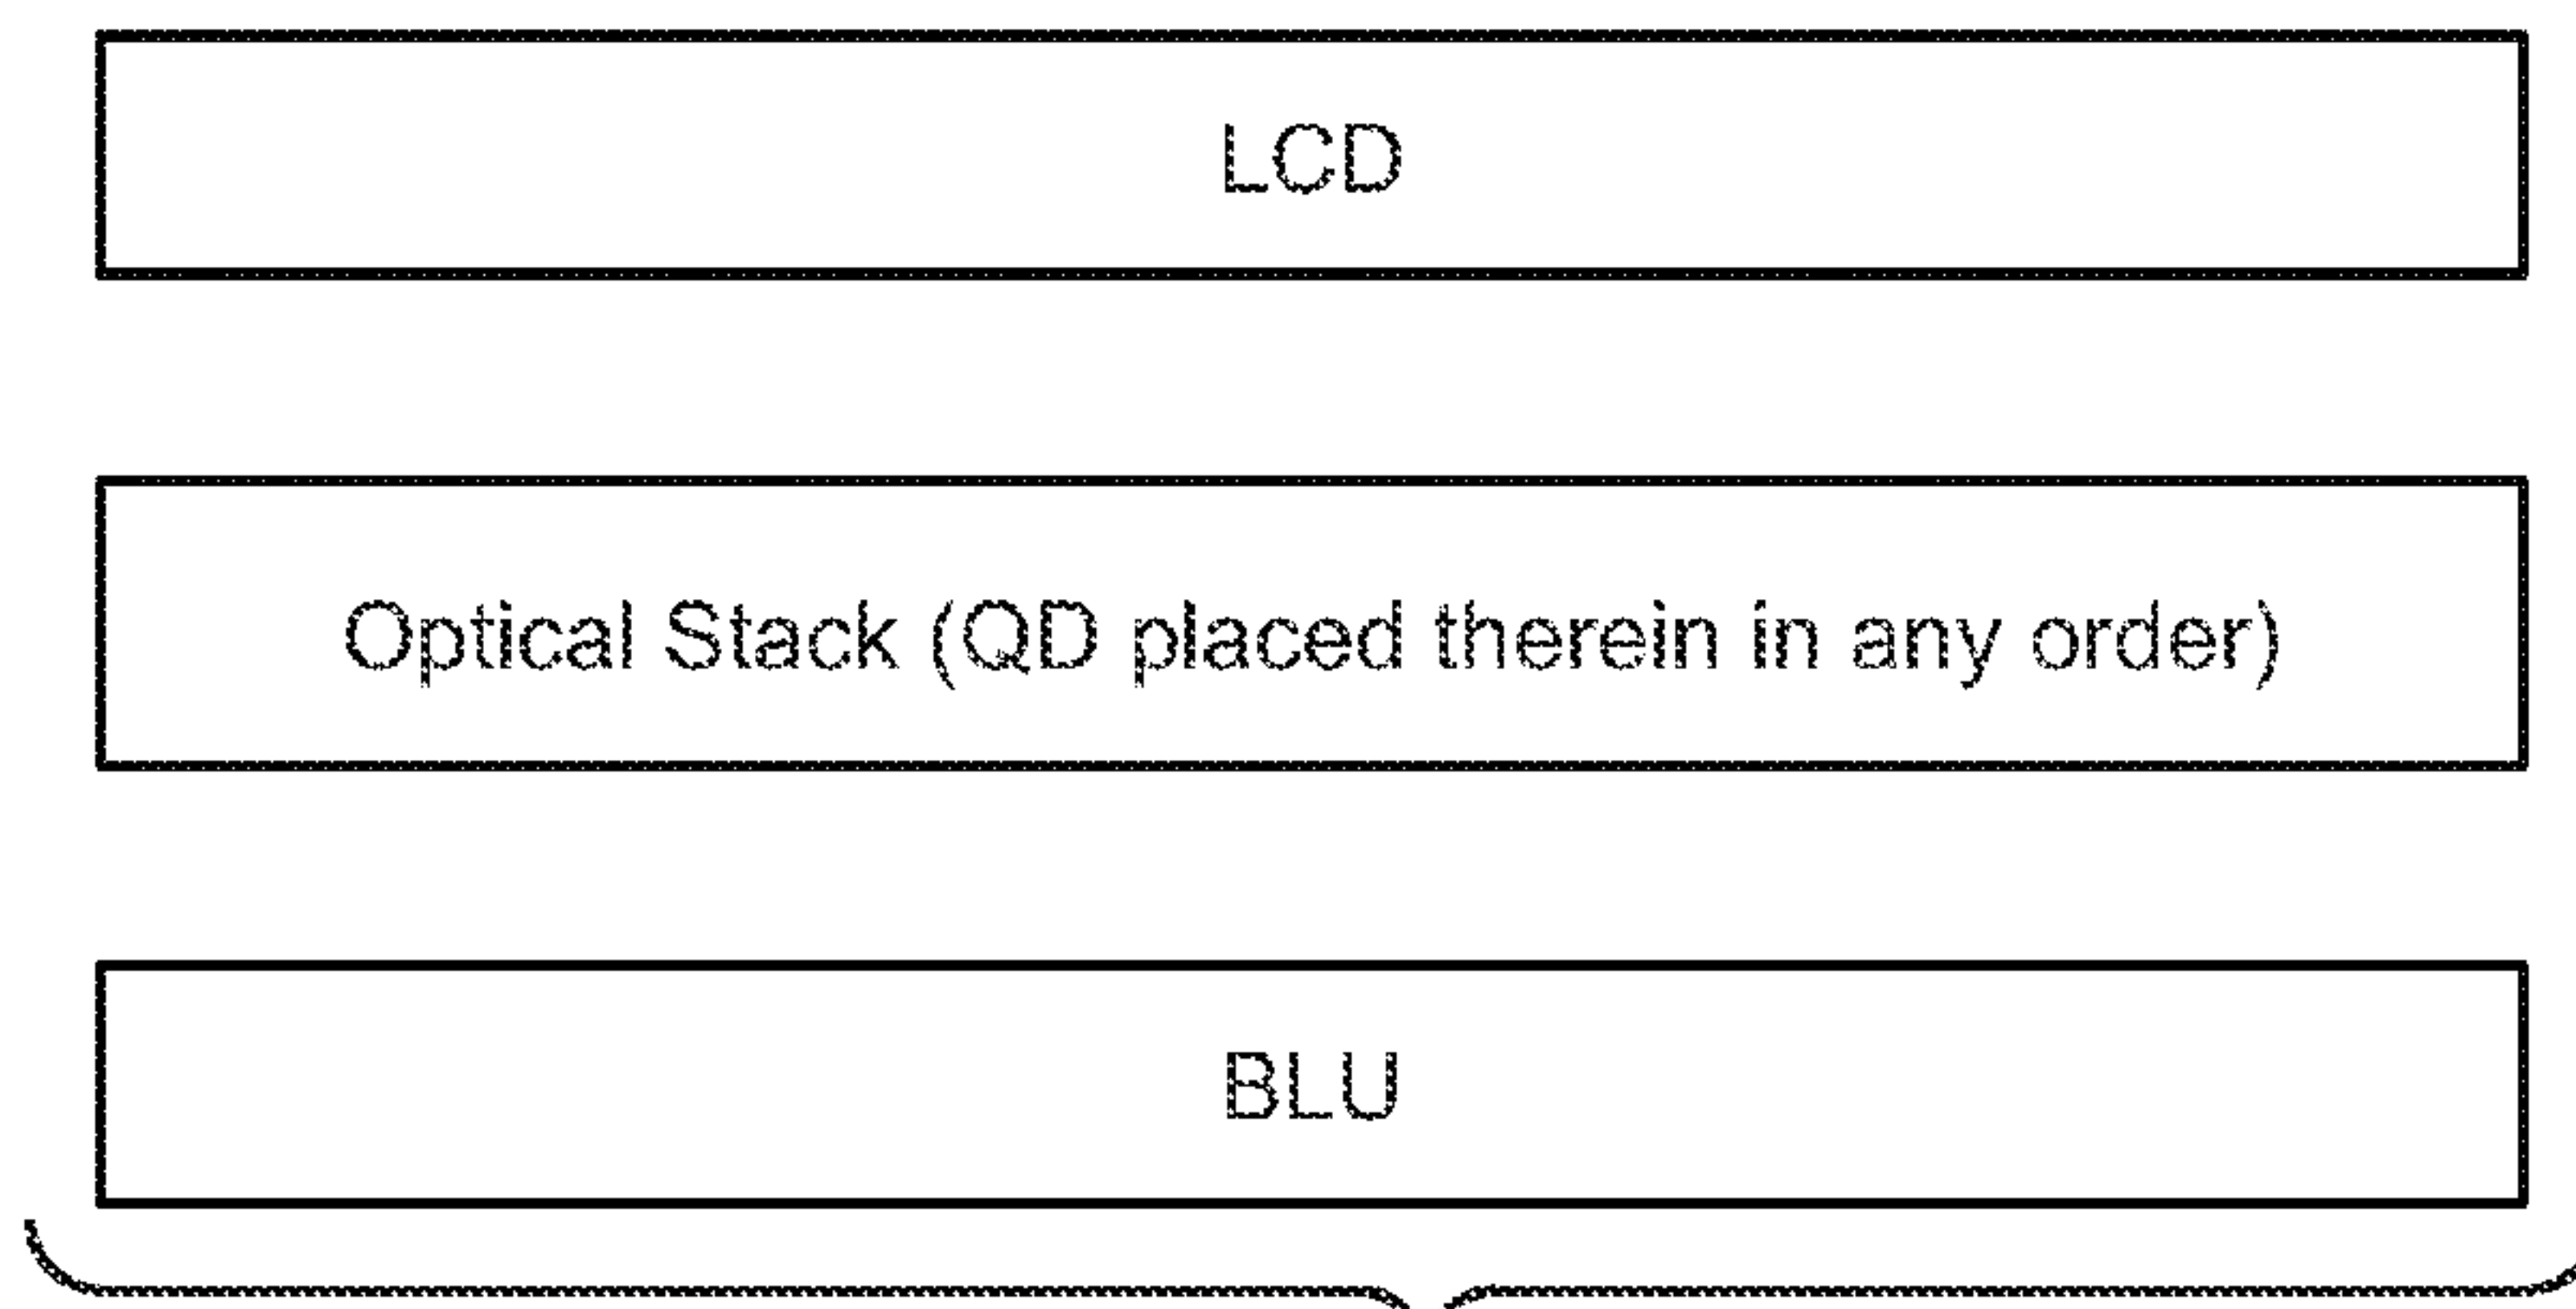 LCD
Optical Stack (QD placed therein in any order)
BLU